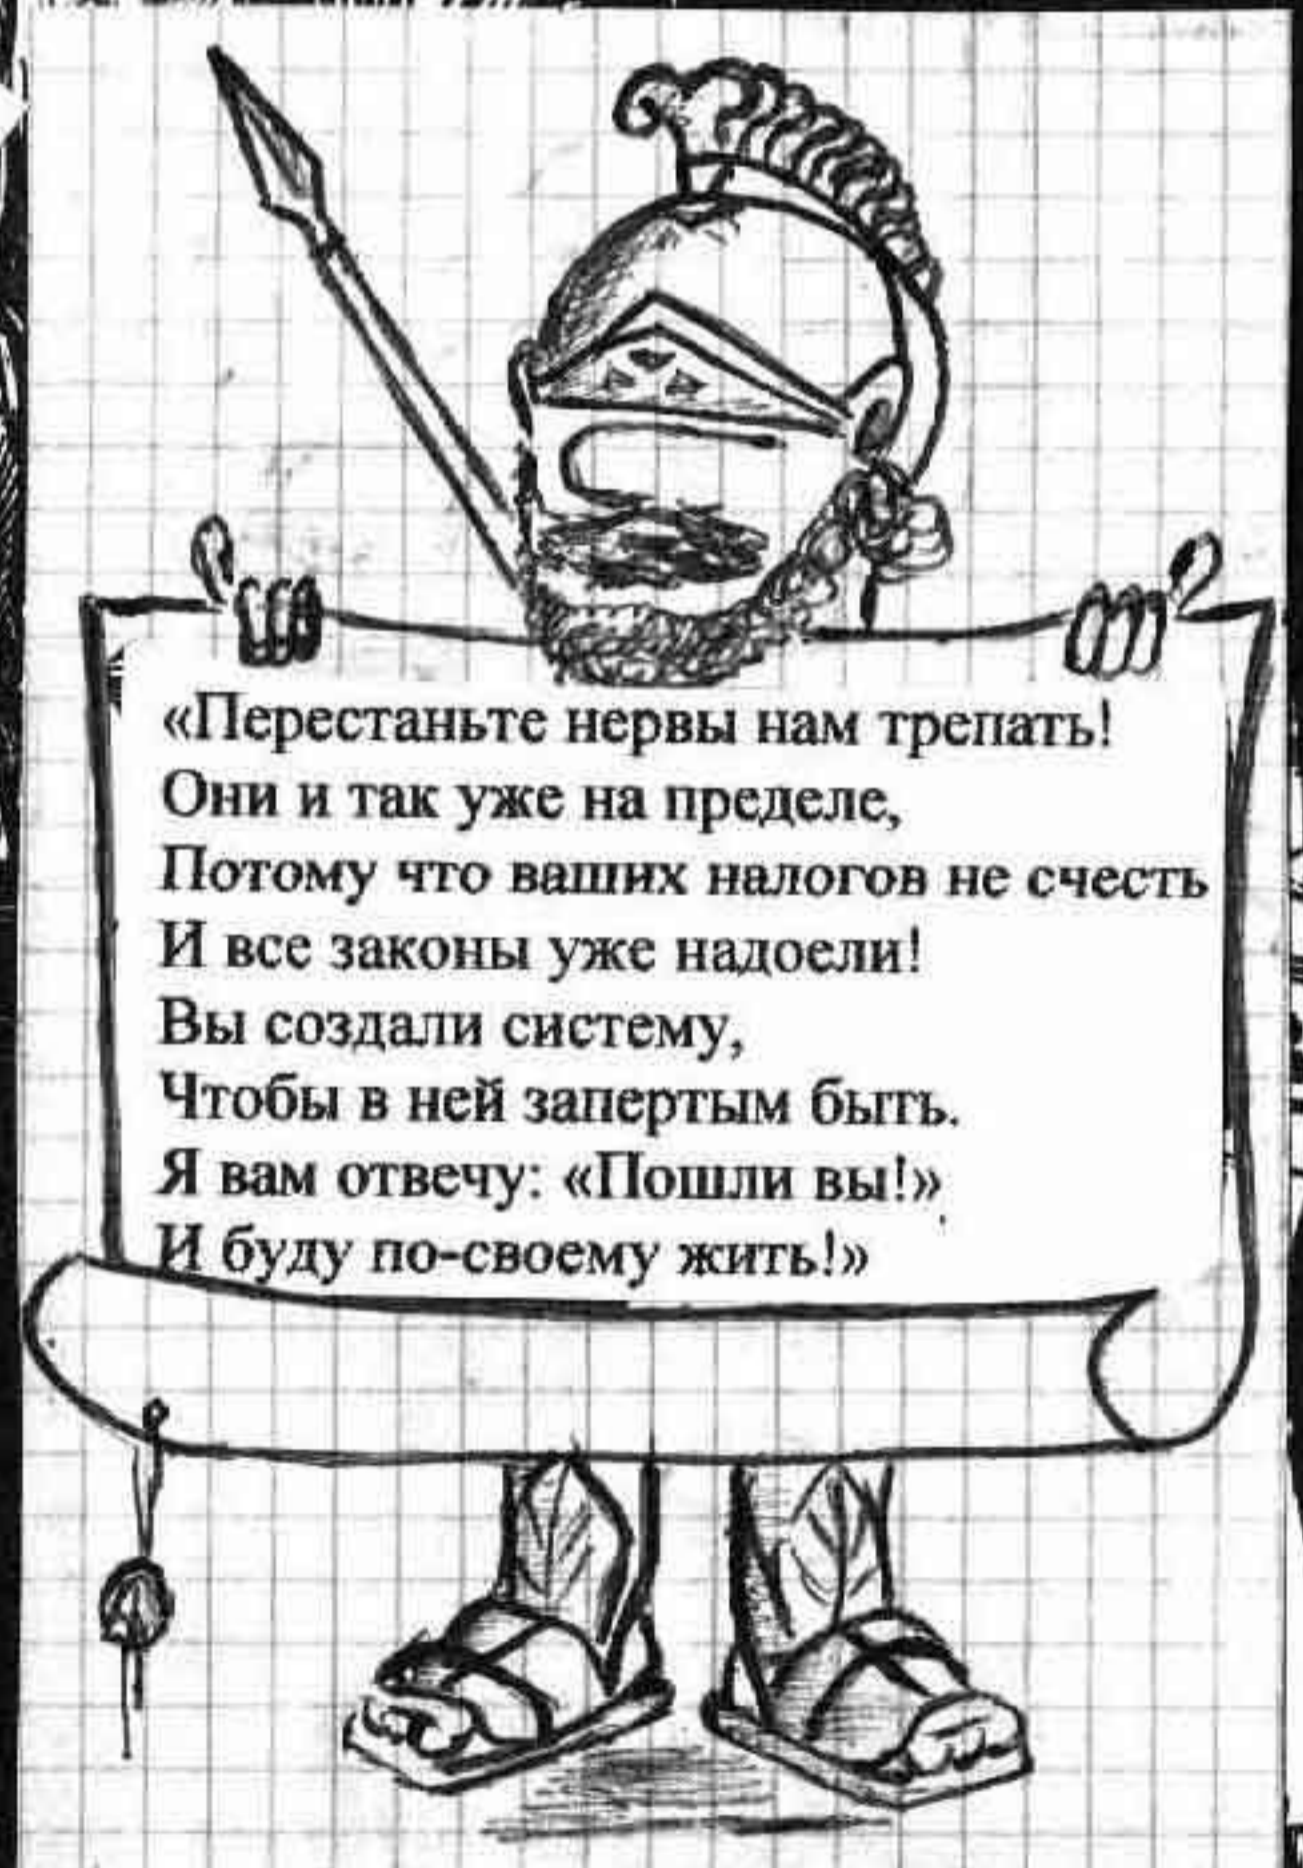 «Перестаньте нервы нам трепать!
Они и так уже на пределе,
Потому что ваших налогов не счесть
И все законы уже надоели!
Вы создали систему,
Чтобы в ней запертым быть.
Я вам отвечу: «Пошли вы!»
И буду по-своему жить!»